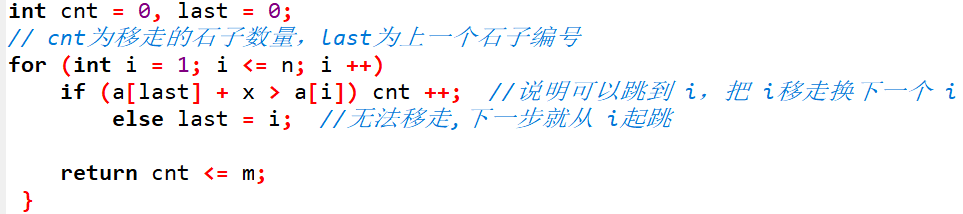 int cnt = 0, last = 0;
// cnt为移走的石子数量，last为上一个石子编号
for (int i = 1; i <= n; i ++)
if (a[last] + x > a[i]) cnt ++; //说明可以跳到 i，把 i移走换下一个 i
else last = i; //无法移走,下一步就从 i起跳
return cnt <= m;
}